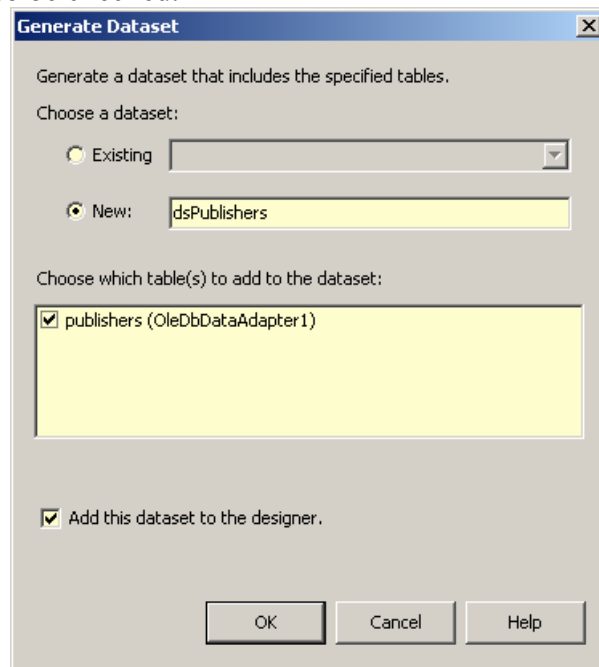 Generate Dataset
Generate a dataset that includes the specified tables.
Choose a dataset:
Existing
New: dsPublishers
Choose which table(s) to add to the dataset:
publishers (OleDbDataAdapter1)
Add this dataset to the designer.
OK Cancel Help